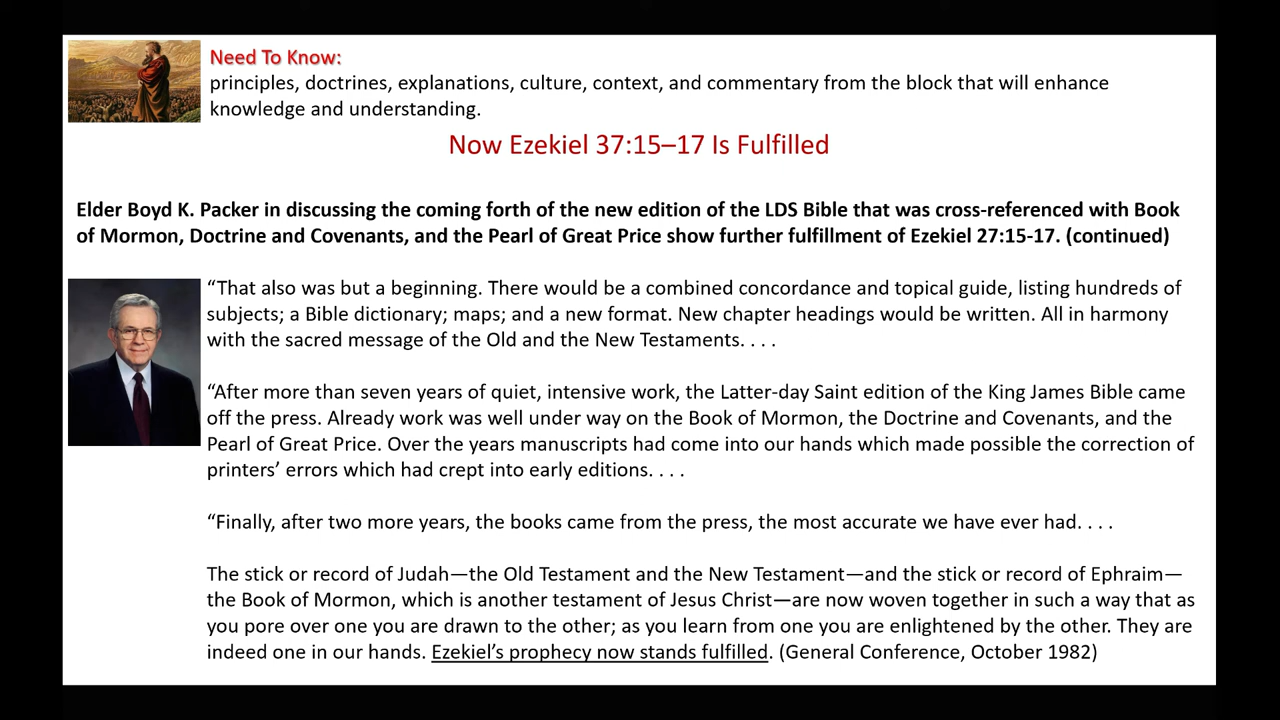 Need To Know:
principles, doctrines, explanations, culture, context, and commentary from the block that will enhance
knowledge and understanding.
Now Ezekiel 37:15–17 Is Fulfilled
Elder Boyd K. Packer in discussing the coming forth of the new edition of the LDS Bible that was cross-referenced with Book
of Mormon, Doctrine and Covenants, and the Pearl of Great Price show further fulfillment of Ezekiel 27:15-17. (continued)
“That also was but a beginning. There would be a combined concordance and topical guide, listing hundreds of
subjects; a Bible dictionary; maps; and a new format. New chapter headings would be written. All in harmony
with the sacred message of the Old and the New Testaments. . . .
“After more than seven years of quiet, intensive work, the Latter-day Saint edition of the King James Bible came
off the press. Already work was well under way on the Book of Mormon, the Doctrine and Covenants, and the
Pearl of Great Price. Over the years manuscripts had come into our hands which made possible the correction of
printers’ errors which had crept into early editions. . . .
“Finally, after two more years, the books came from the press, the most accurate we have ever had. . . .
The stick or record of Judah—the Old Testament and the New Testament—and the stick or record of Ephraim—
the Book of Mormon, which is another testament of Jesus Christ—are now woven together in such a way that as
you pore over one you are drawn to the other; as you learn from one you are enlightened by the other. They are
indeed one in our hands. Ezekiel’s prophecy now stands fulfilled. (General Conference, October 1982)